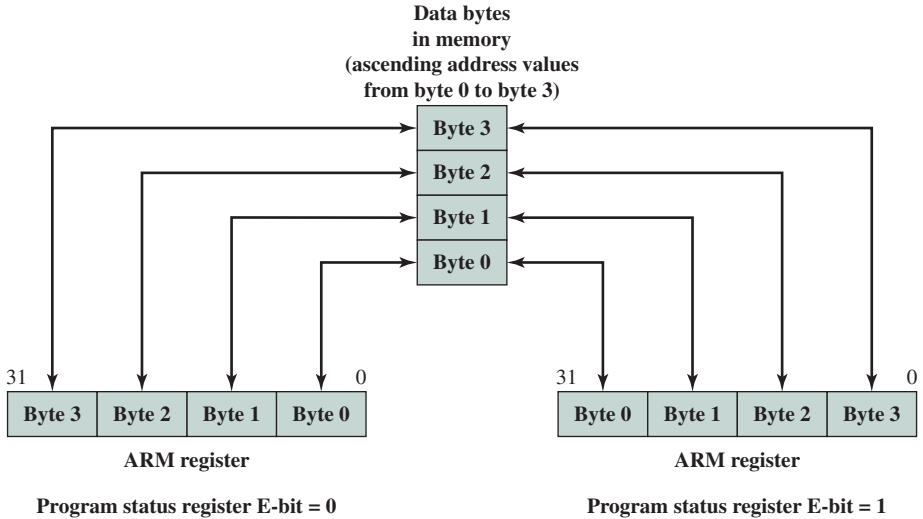 Data bytes
in memory
(ascending address values
from byte 0 to byte 3)
Byte 3
Byte 2
Byte 1
Byte 0
31 0
Byte 3 Byte 2 Byte 1 Byte 0
ARM register
Program status register E-bit = 0
31 0
Byte 0 Byte 1 Byte 2 Byte 3
ARM register
Program status register E-bit = 1